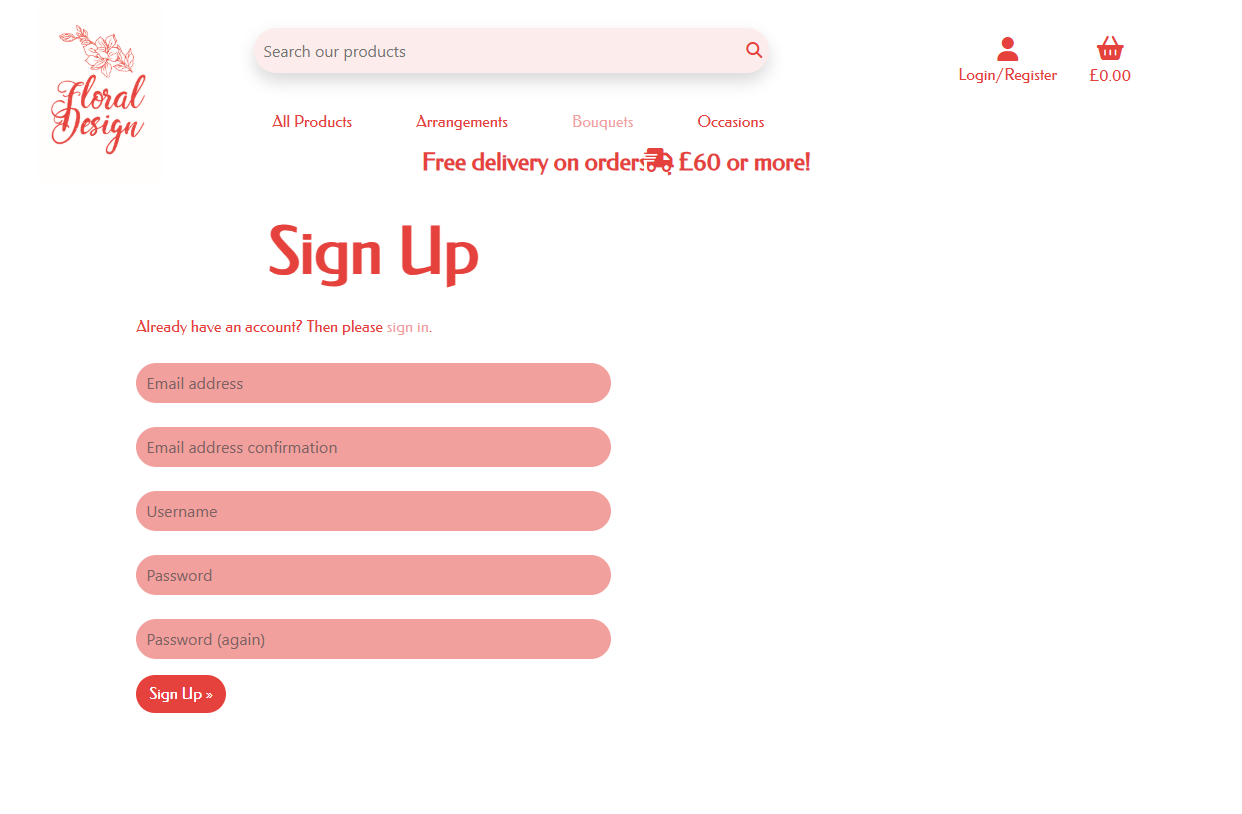 Floral
Design
Search our products
Login/Register
£0.00
All Products Arrangements Bouquets Occasions
Free delivery on orders £60 or more!
Sign Up
Already have an account? Then please sign in.
Email address
Email address confirmation
Username
Password
Password (again)
Sign Up »